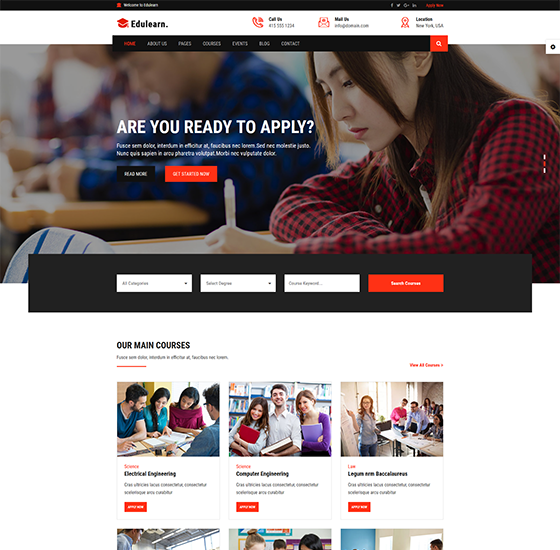 Welcome to Edulearn
Apply Now
Edulearn.
Call Us
415 555 1234
Mail Us
info@domain.com
Location
New York, USA
HOME ABOUT US PAGES COURSES EVENTS BLOG CONTACT
ARE YOU READY TO APPLY?
Fusce sem dolor, interdum in efficitur at, faucibus nec lorem.Sed nec molestie justo.
Nunc quis sapien in arcu pharetra volutpat.Morbi nec vulputate dolor.
READ MORE GET STARTED NOW
All Categories Select Degree Course Keyword... Search Courses
OUR MAIN COURSES
Fusce sem dolor, interdum in efficitur at, faucibus nec lorem.
View All Courses >
Science
Electrical Engineering
Cras ultricies lacus consectetur, consectetur
scelerisque arcu curabitur
APPLY NOW
Science
Computer Engineering
Cras ultricies lacus consectetur, consectetur
scelerisque arcu curabitur
APPLY NOW
Law
Legum nrm Baccalaureus
Cras ultricies lacus consectetur, consectetur
scelerisque arcu curabitur
APPLY NOW